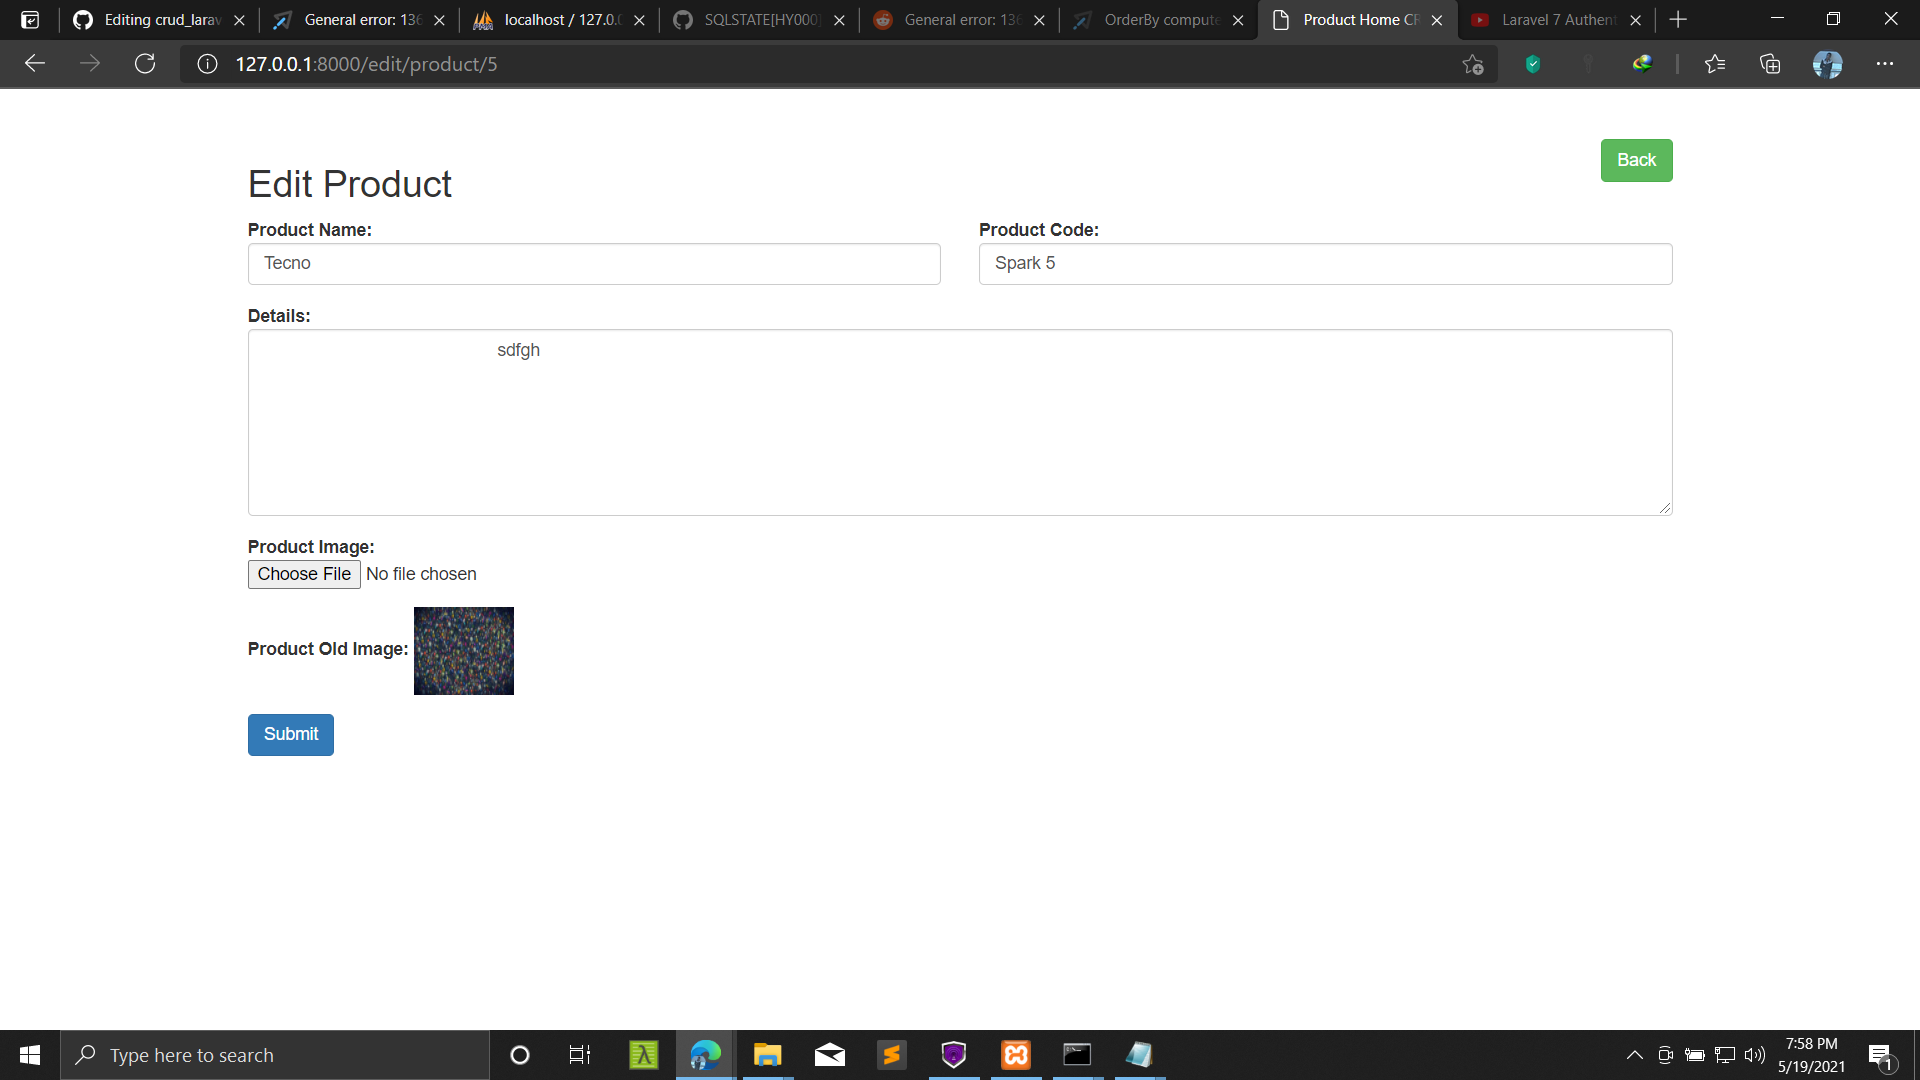 Editing crud_larav
General error: 136
localhost / 127.0.0
SQLSTATE[HY000]
General error: 136
OrderBy compute
Product Home CR
Laravel 7 Authent
127.0.0.1:8000/edit/product/5
Back
Edit Product
Product Name:
Product Code:
Tecno
Spark 5
Details:
sdfgh
Product Image:
Choose File No file chosen
Product Old Image:
Submit
Type here to search
7:58 PM
5/19/2021
1